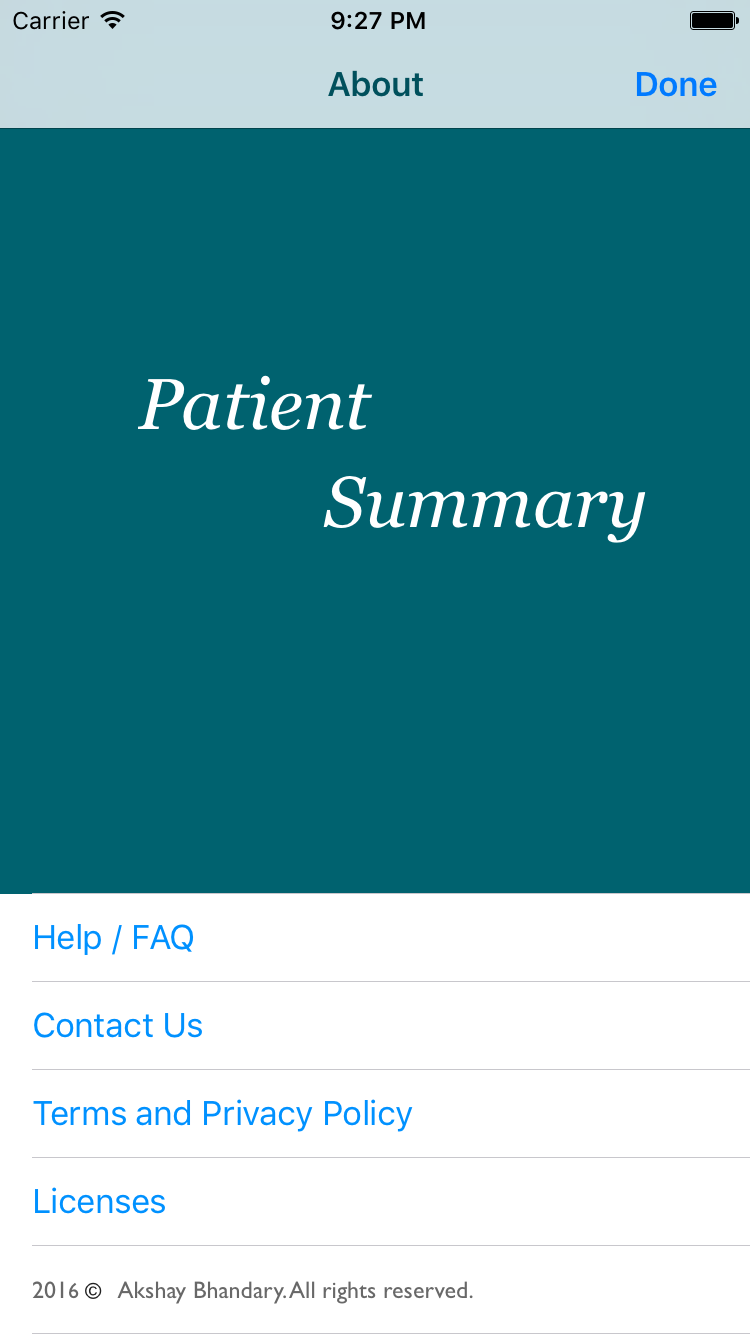 Carrier 9:27 PM
About Done
Patient
Summary
Help / FAQ
Contact Us
Terms and Privacy Policy
Licenses
2016 © Akshay Bhandary. All rights reserved.